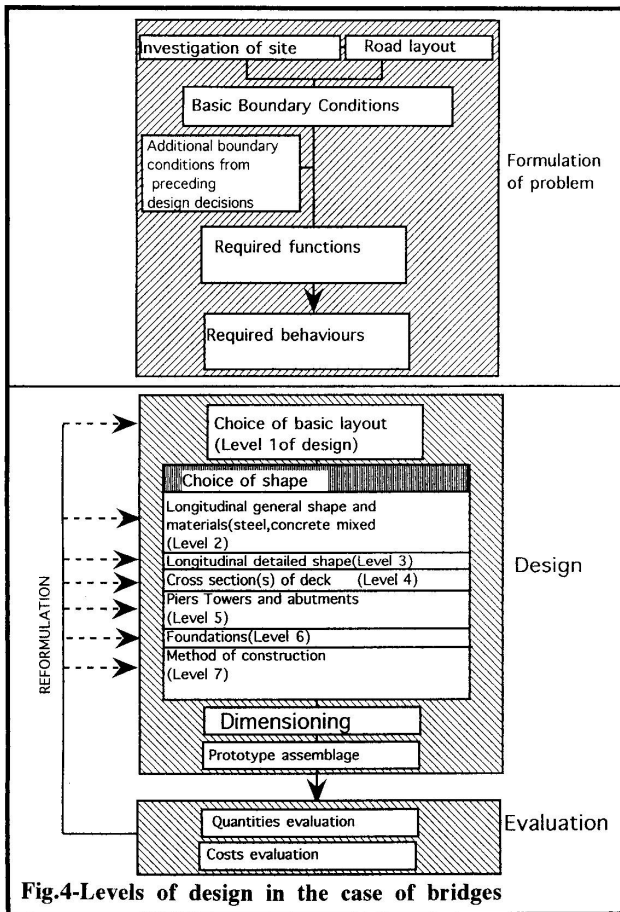 Investigation of site
Road layout
Basic Boundary Conditions
Additional boundary
conditions from
preceding
design decisions
Formulation
of problem
Required functions
Required behaviours
Choice of basic layout
(Level 1of design)
Choice of shape
Longitudinal general shape and
materials(steel,concrete mixed
(Level 2)
Longitudinal detailed shape(Level 3)
Cross section(s) of deck (Level 4)
Piers Towers and abutments
(Level 5)
Foundations(Level 6)
Method of construction
(Level 7)
Design
REFORMULATION
Dimensioning
Prototype assemblage
Quantities evaluation
Evaluation
Costs evaluation
Fig.4-Levels of design in the case of bridges